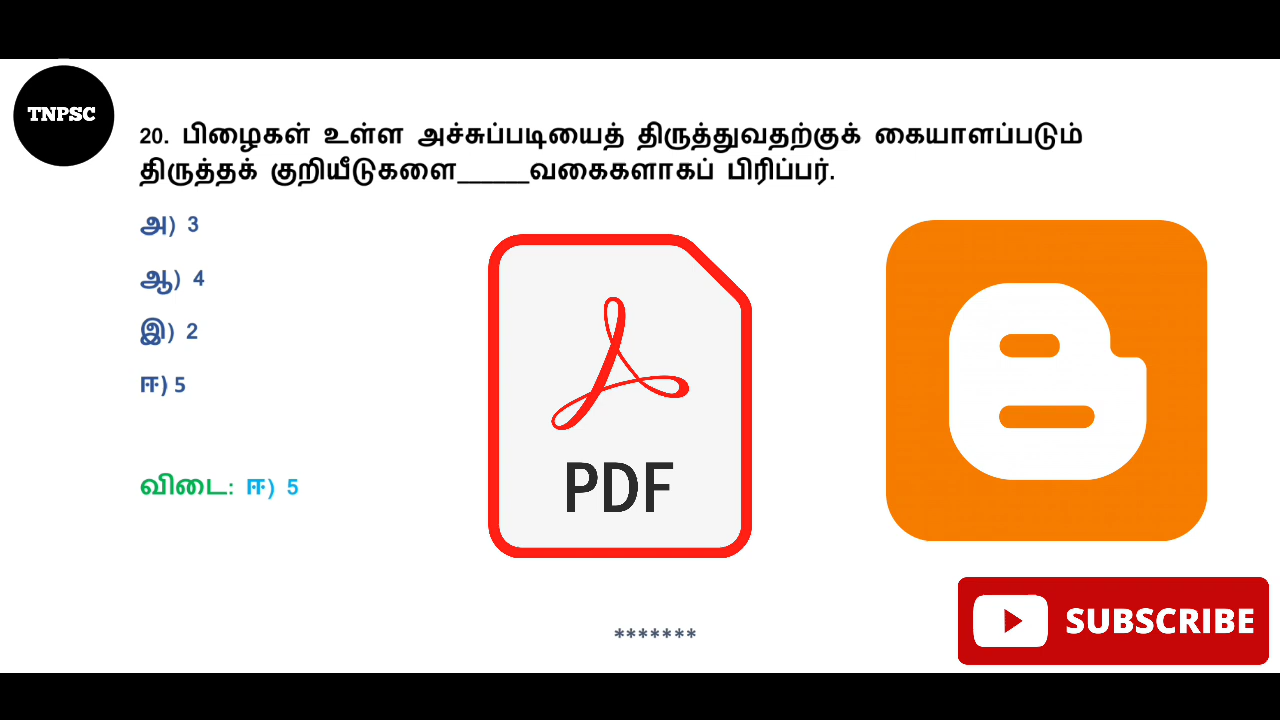 TNPSC
20. பிழைகள் உள்ள அச்சுப்படியைத் திருத்துவதற்குக் கையாளப்படும்
திருத்தக் குறியீடுகளை______வகைகளாகப் பிரிப்பர்.
அ) 3
ஆ) 4
இ) 2
ஈ) 5
விடை: ஈ) 5
PDF
*******
SUBSCRIBE